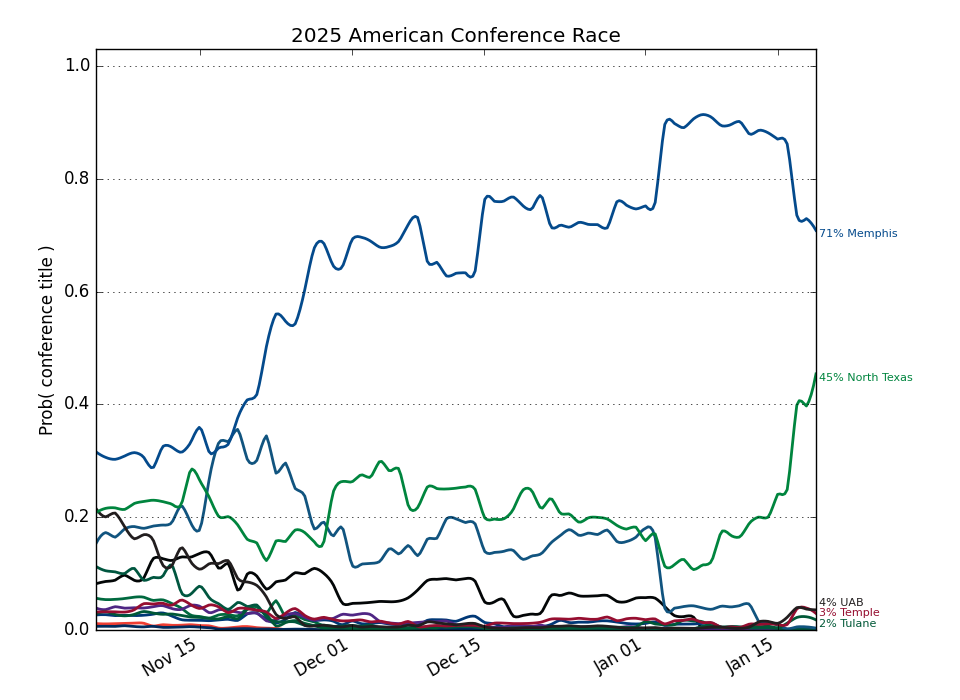 2025 American Conference Race
Prob( conference title )
1.0
0.8
0.6
0.4
0.2
0.0
71% Memphis
45% North Texas
4% UAB
3% Temple
2% Tulane
Nov 15
Dec 01
Dec 15
Jan 01
Jan 15